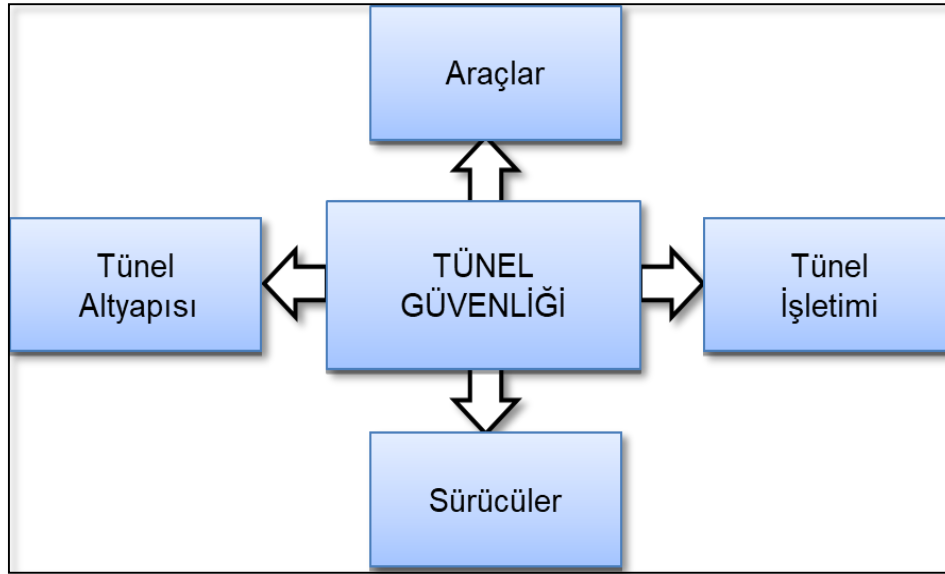 Araçlar
Tünel
Altyapısı
TÜNEL
GÜVENLİĞİ
Tünel
İşletimi
Sürücüler